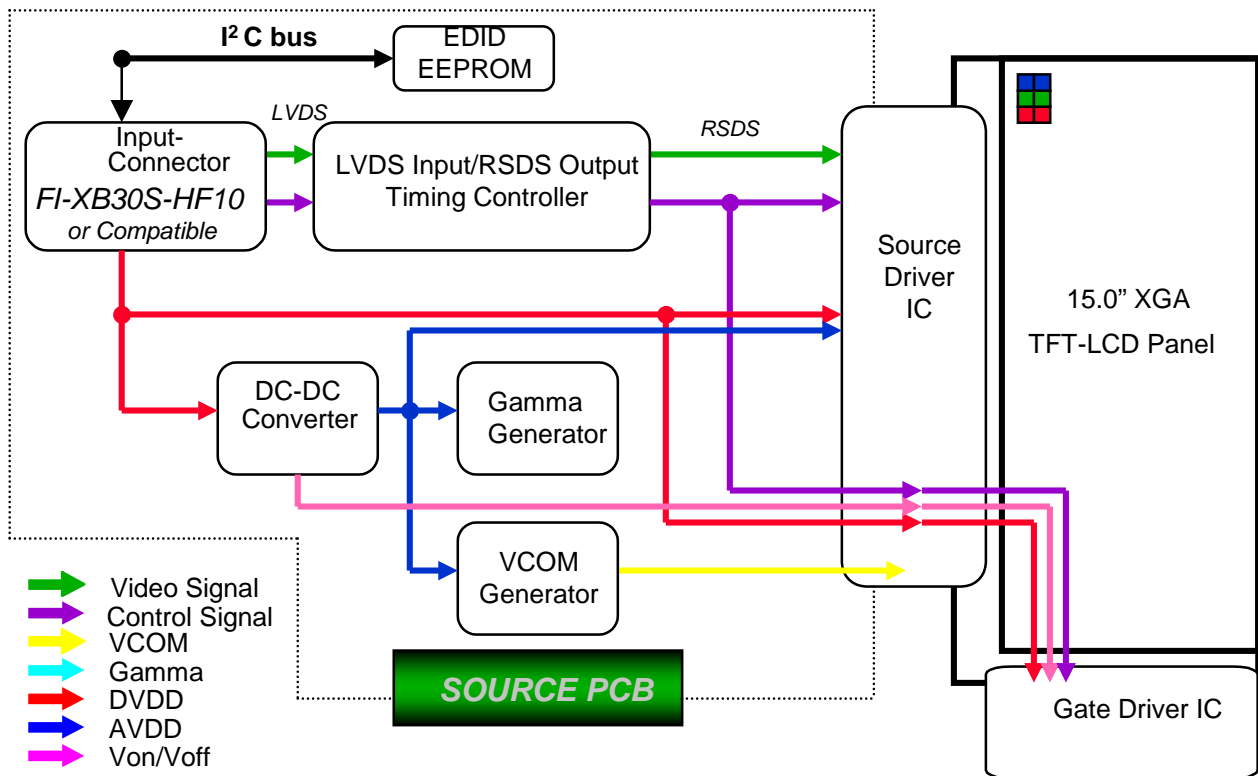 I² C bus
EDID
EEPROM
Input-
Connector
FI-XB30S-HF10
or Compatible
LVDS
LVDS Input/RSDS Output
Timing Controller
RSDS
Source
Driver
IC
15.0” XGA
TFT-LCD Panel
DC-DC
Converter
Gamma
Generator
VCOM
Generator
Video Signal
Control Signal
VCOM
Gamma
DVDD
AVDD
Von/Voff
SOURCE PCB
Gate Driver IC